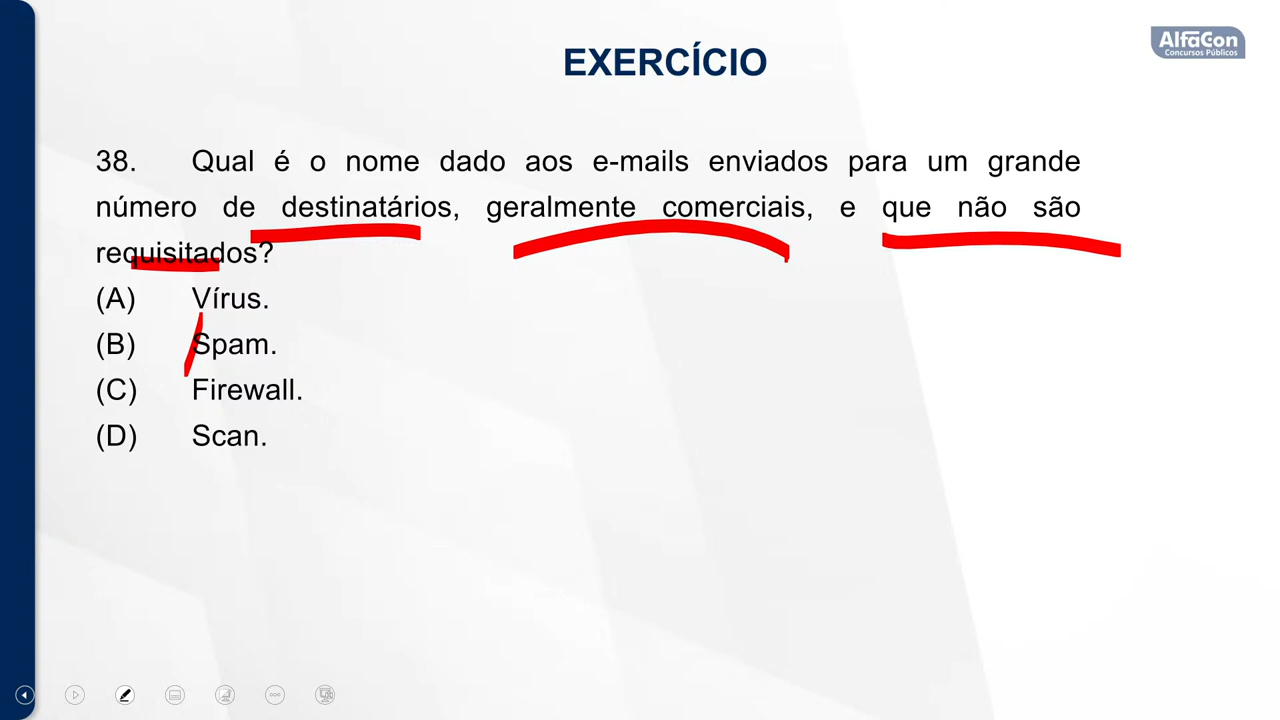 AlfaCon
Concursos Públicos
EXERCÍCIO
38. Qual é o nome dado aos e-mails enviados para um grande
número de destinatários, geralmente comerciais, e que não são
requisitados?
(A) Vírus.
(B) Spam.
(C) Firewall.
(D) Scan.